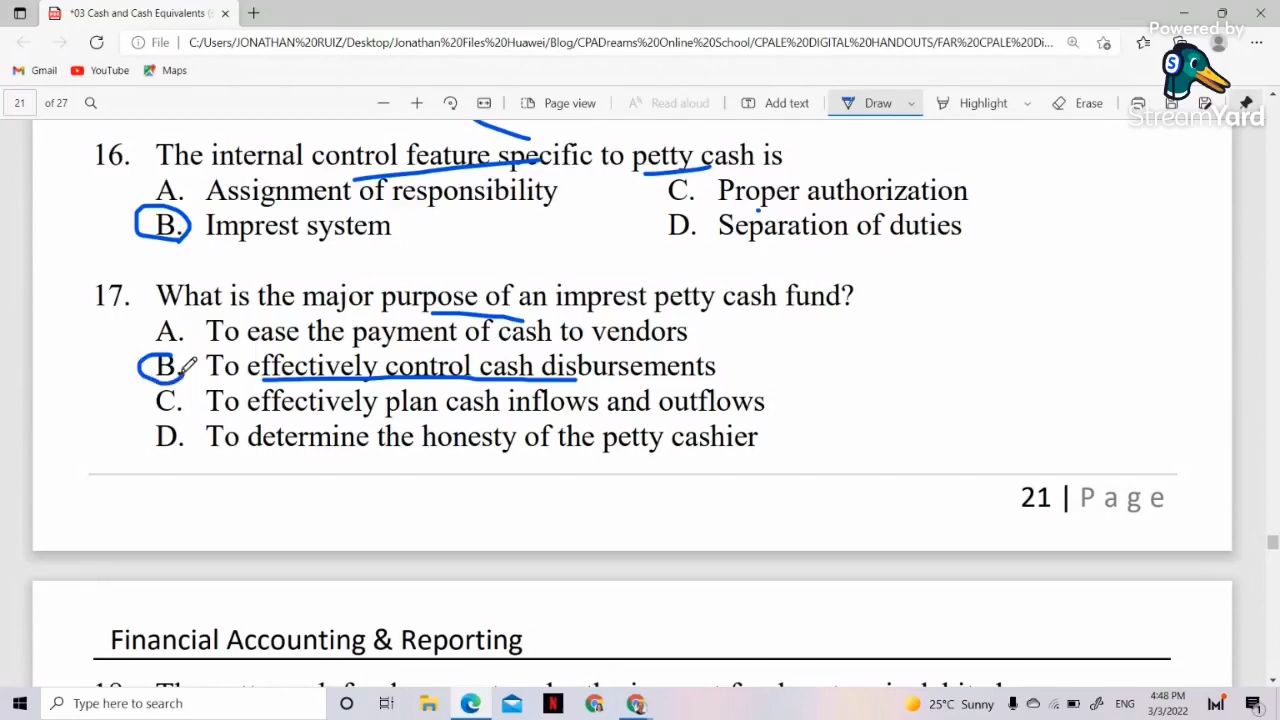 *03 Cash and Cash Equivalents (
Powered by
File
C:/Users/JONATHAN%20RUIZ/Desktop/Jonathan%20Files%20Huawei/Blog/CPADreams%20Online%20School/CPALE%20DIGITAL%20HANDOUTS/FAR%20CPALE%20Di...
Gmail
YouTube
Maps
S
21
of 27
Page view
Read aloud
Add text
Draw
Highlight
Erase
StreamYard
16. The internal control feature specific to petty cash is
A. Assignment of responsibility
C. Proper authorization
B. Imprest system
D. Separation of duties
17. What is the major purpose of an imprest petty cash fund?
A. To ease the payment of cash to vendors
B. To effectively control cash disbursements
C. To effectively plan cash inflows and outflows
D. To determine the honesty of the petty cashier
21 | Page
Financial Accounting & Reporting
Type here to search
25°C Sunny
ENG
4:48 PM
3/3/2022